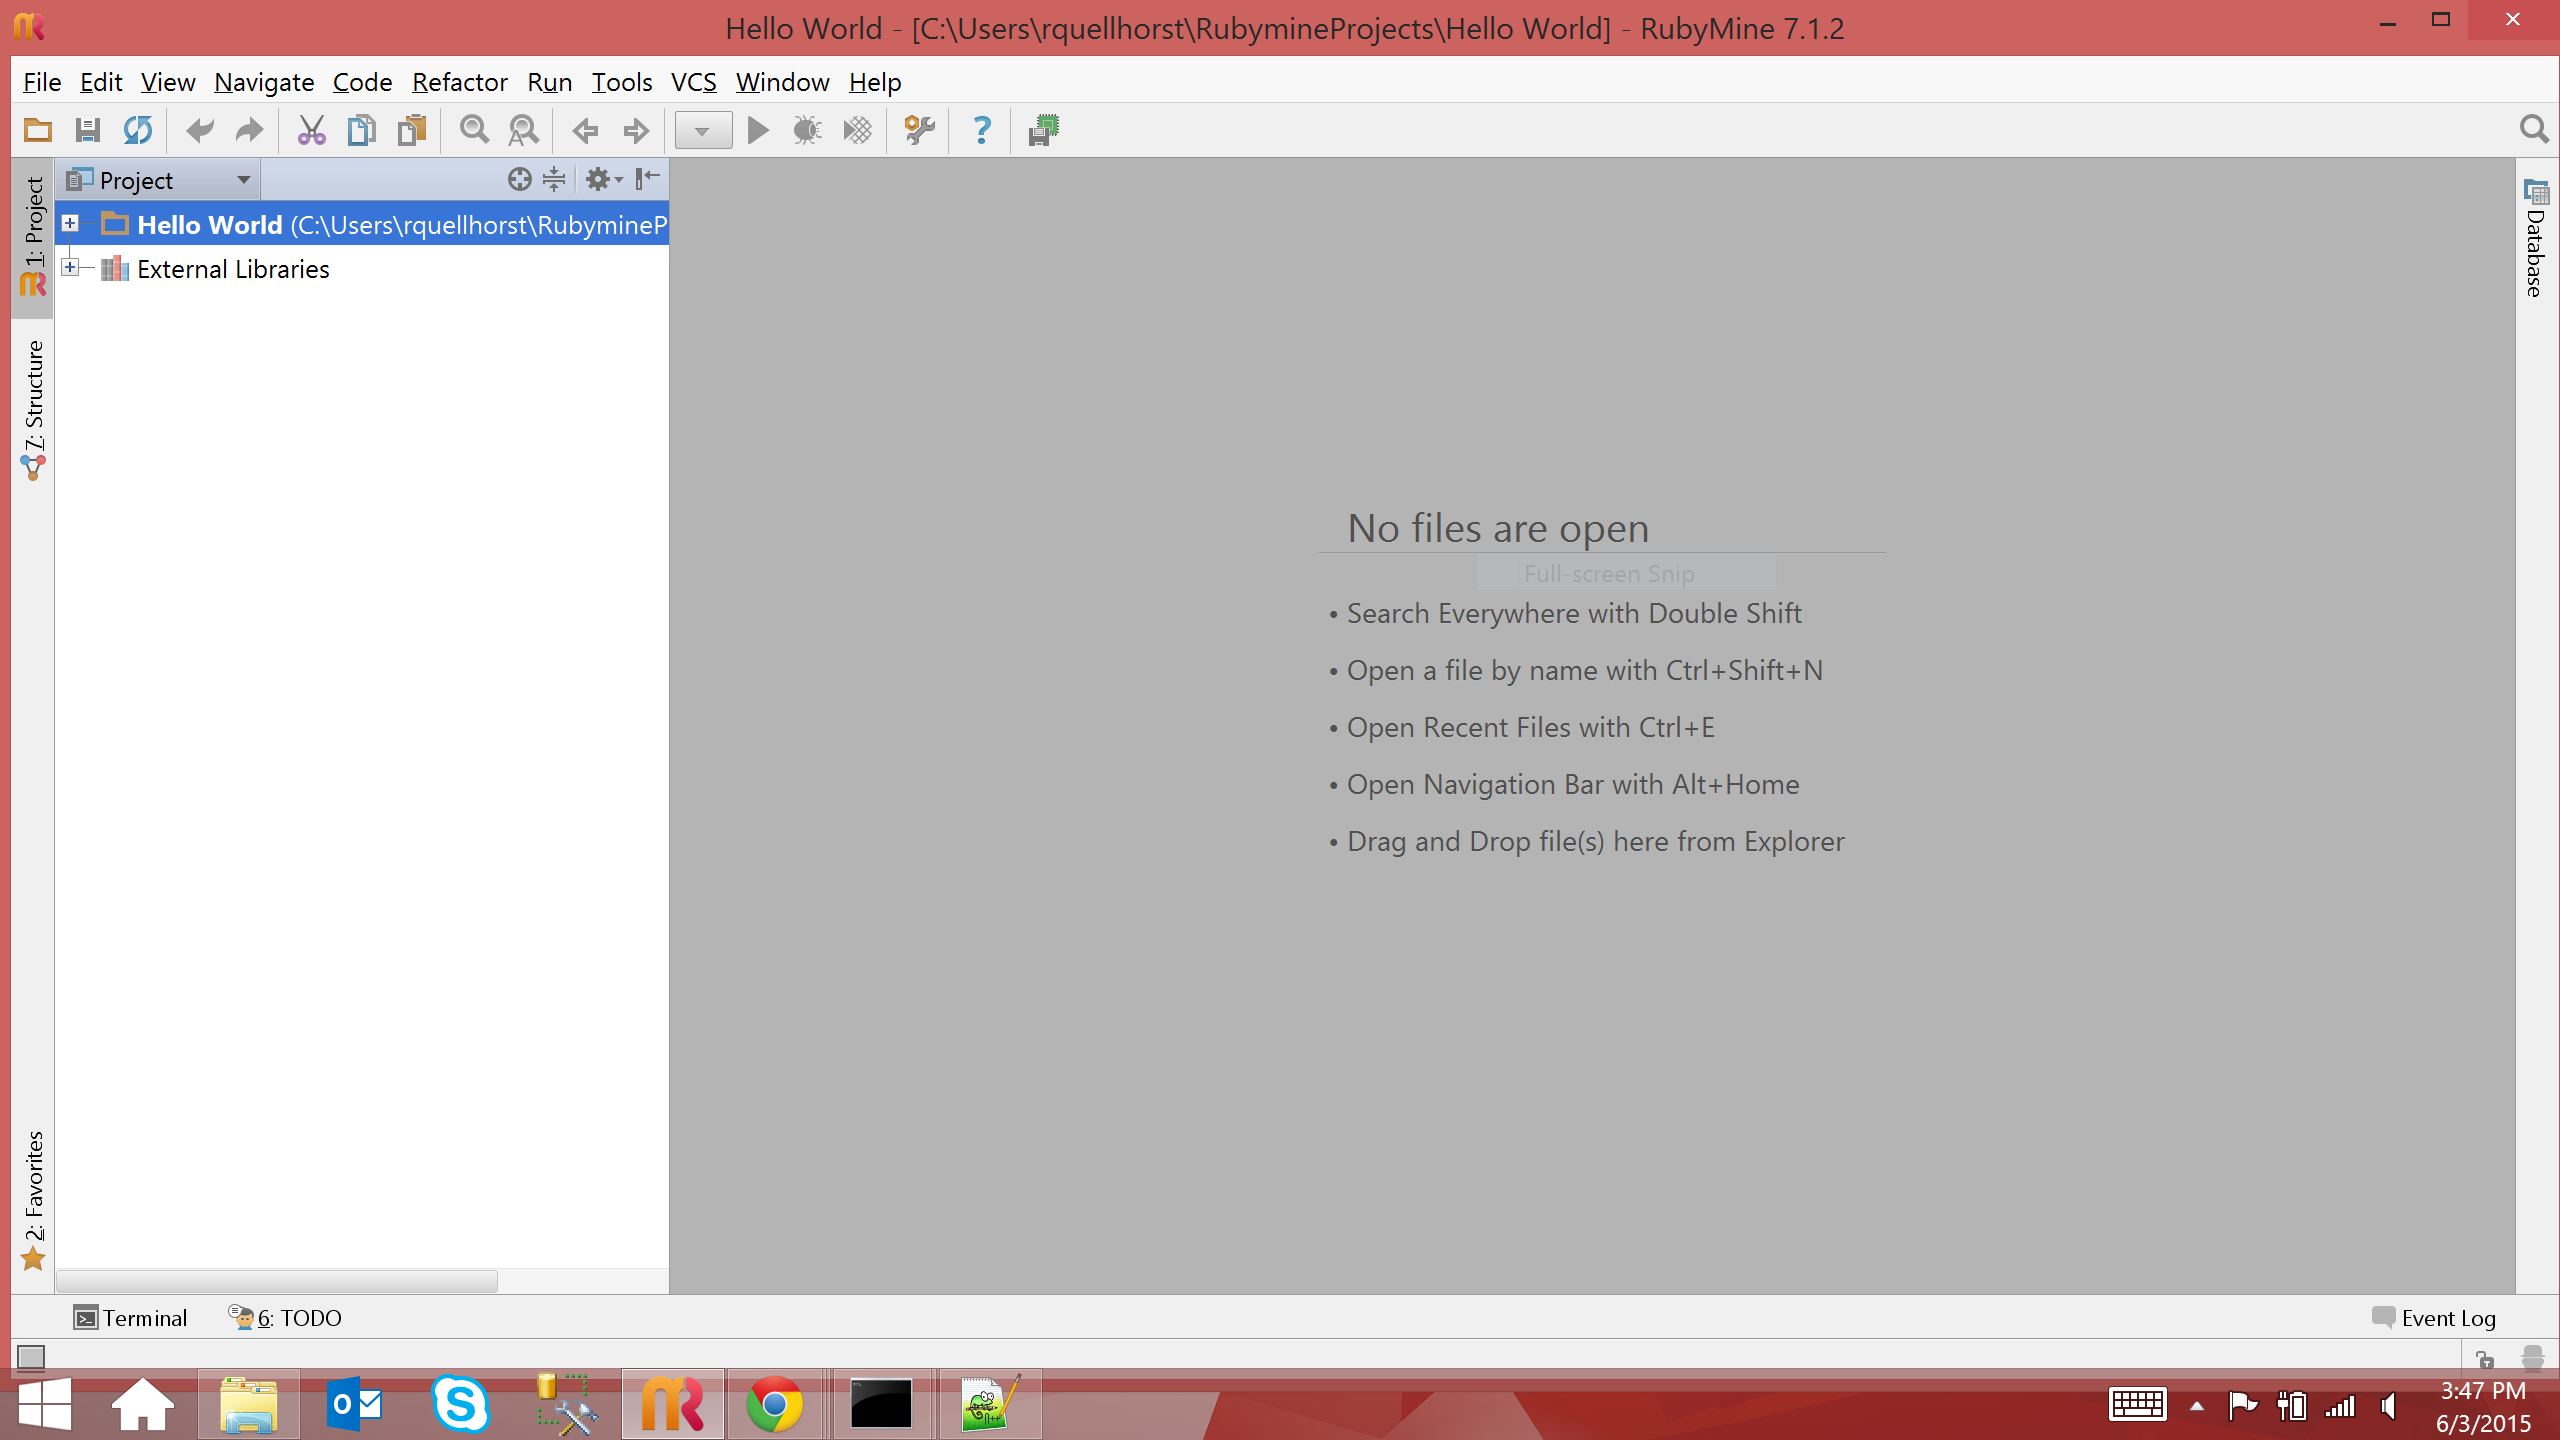 Hello World - [C:\Users\rquellhorst\RubymineProjects\Hello World] - RubyMine 7.1.2
File Edit View Navigate Code Refactor Run Tools VCS Window Help
Project
1: Project
Hello World (C:\Users\rquellhorst\RubymineP
External Libraries
7: Structure
2: Favorites
Database
No files are open
Full-screen Snip
• Search Everywhere with Double Shift
• Open a file by name with Ctrl+Shift+N
• Open Recent Files with Ctrl+E
• Open Navigation Bar with Alt+Home
• Drag and Drop file(s) here from Explorer
Terminal 6: TODO Event Log
3:47 PM
6/3/2015